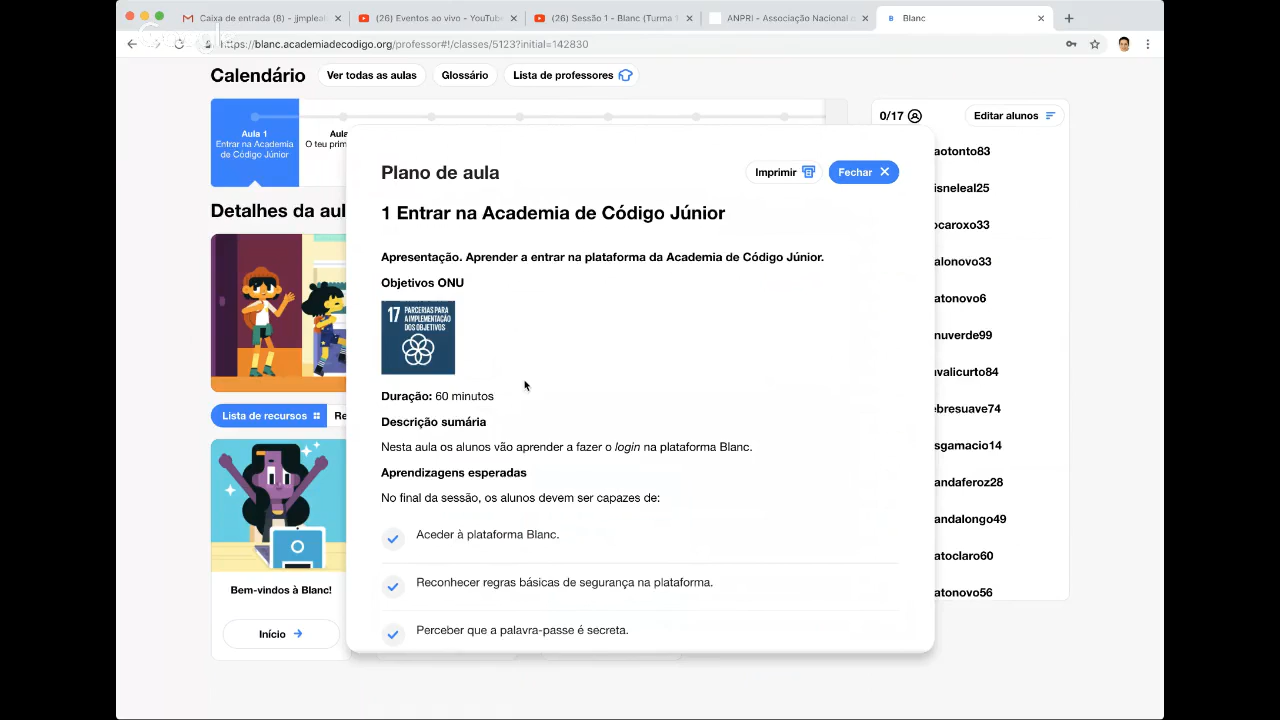 Caixa de entrada (8) - jjmpleal
(26) Eventos ao vivo - YouTube
(26) Sessão 1 - Blanc (Turma 1
ANPRI - Associação Nacional d
Blanc
https://blanc.academiadecodigo.org/professor#!/classes/5123?initial=142830
Calendário
Ver todas as aulas
Glossário
Lista de professores
Aula 1
Entrar na Academia
de Código Júnior
Aula
O teu prim
0/17
Editar alunos
Detalhes da aul
Plano de aula
Imprimir
Fechar
1 Entrar na Academia de Código Júnior
Apresentação. Aprender a entrar na plataforma da Academia de Código Júnior.
Objetivos ONU
17 PARCERIAS PARA
A IMPLEMENTAÇÃO
DOS OBJETIVOS
Duração: 60 minutos
Descrição sumária
Nesta aula os alunos vão aprender a fazer o login na plataforma Blanc.
Aprendizagens esperadas
No final da sessão, os alunos devem ser capazes de:
Aceder à plataforma Blanc.
Reconhecer regras básicas de segurança na plataforma.
Perceber que a palavra-passe é secreta.
Lista de recursos
Re
Bem-vindos à Blanc!
Início
aotonto83
isneleal25
ocaroxo33
alonovo33
atonovo6
nuverde99
avalicurto84
ebresuave74
sgamacio14
andaferoz28
andalongo49
atoclaro60
atonovo56